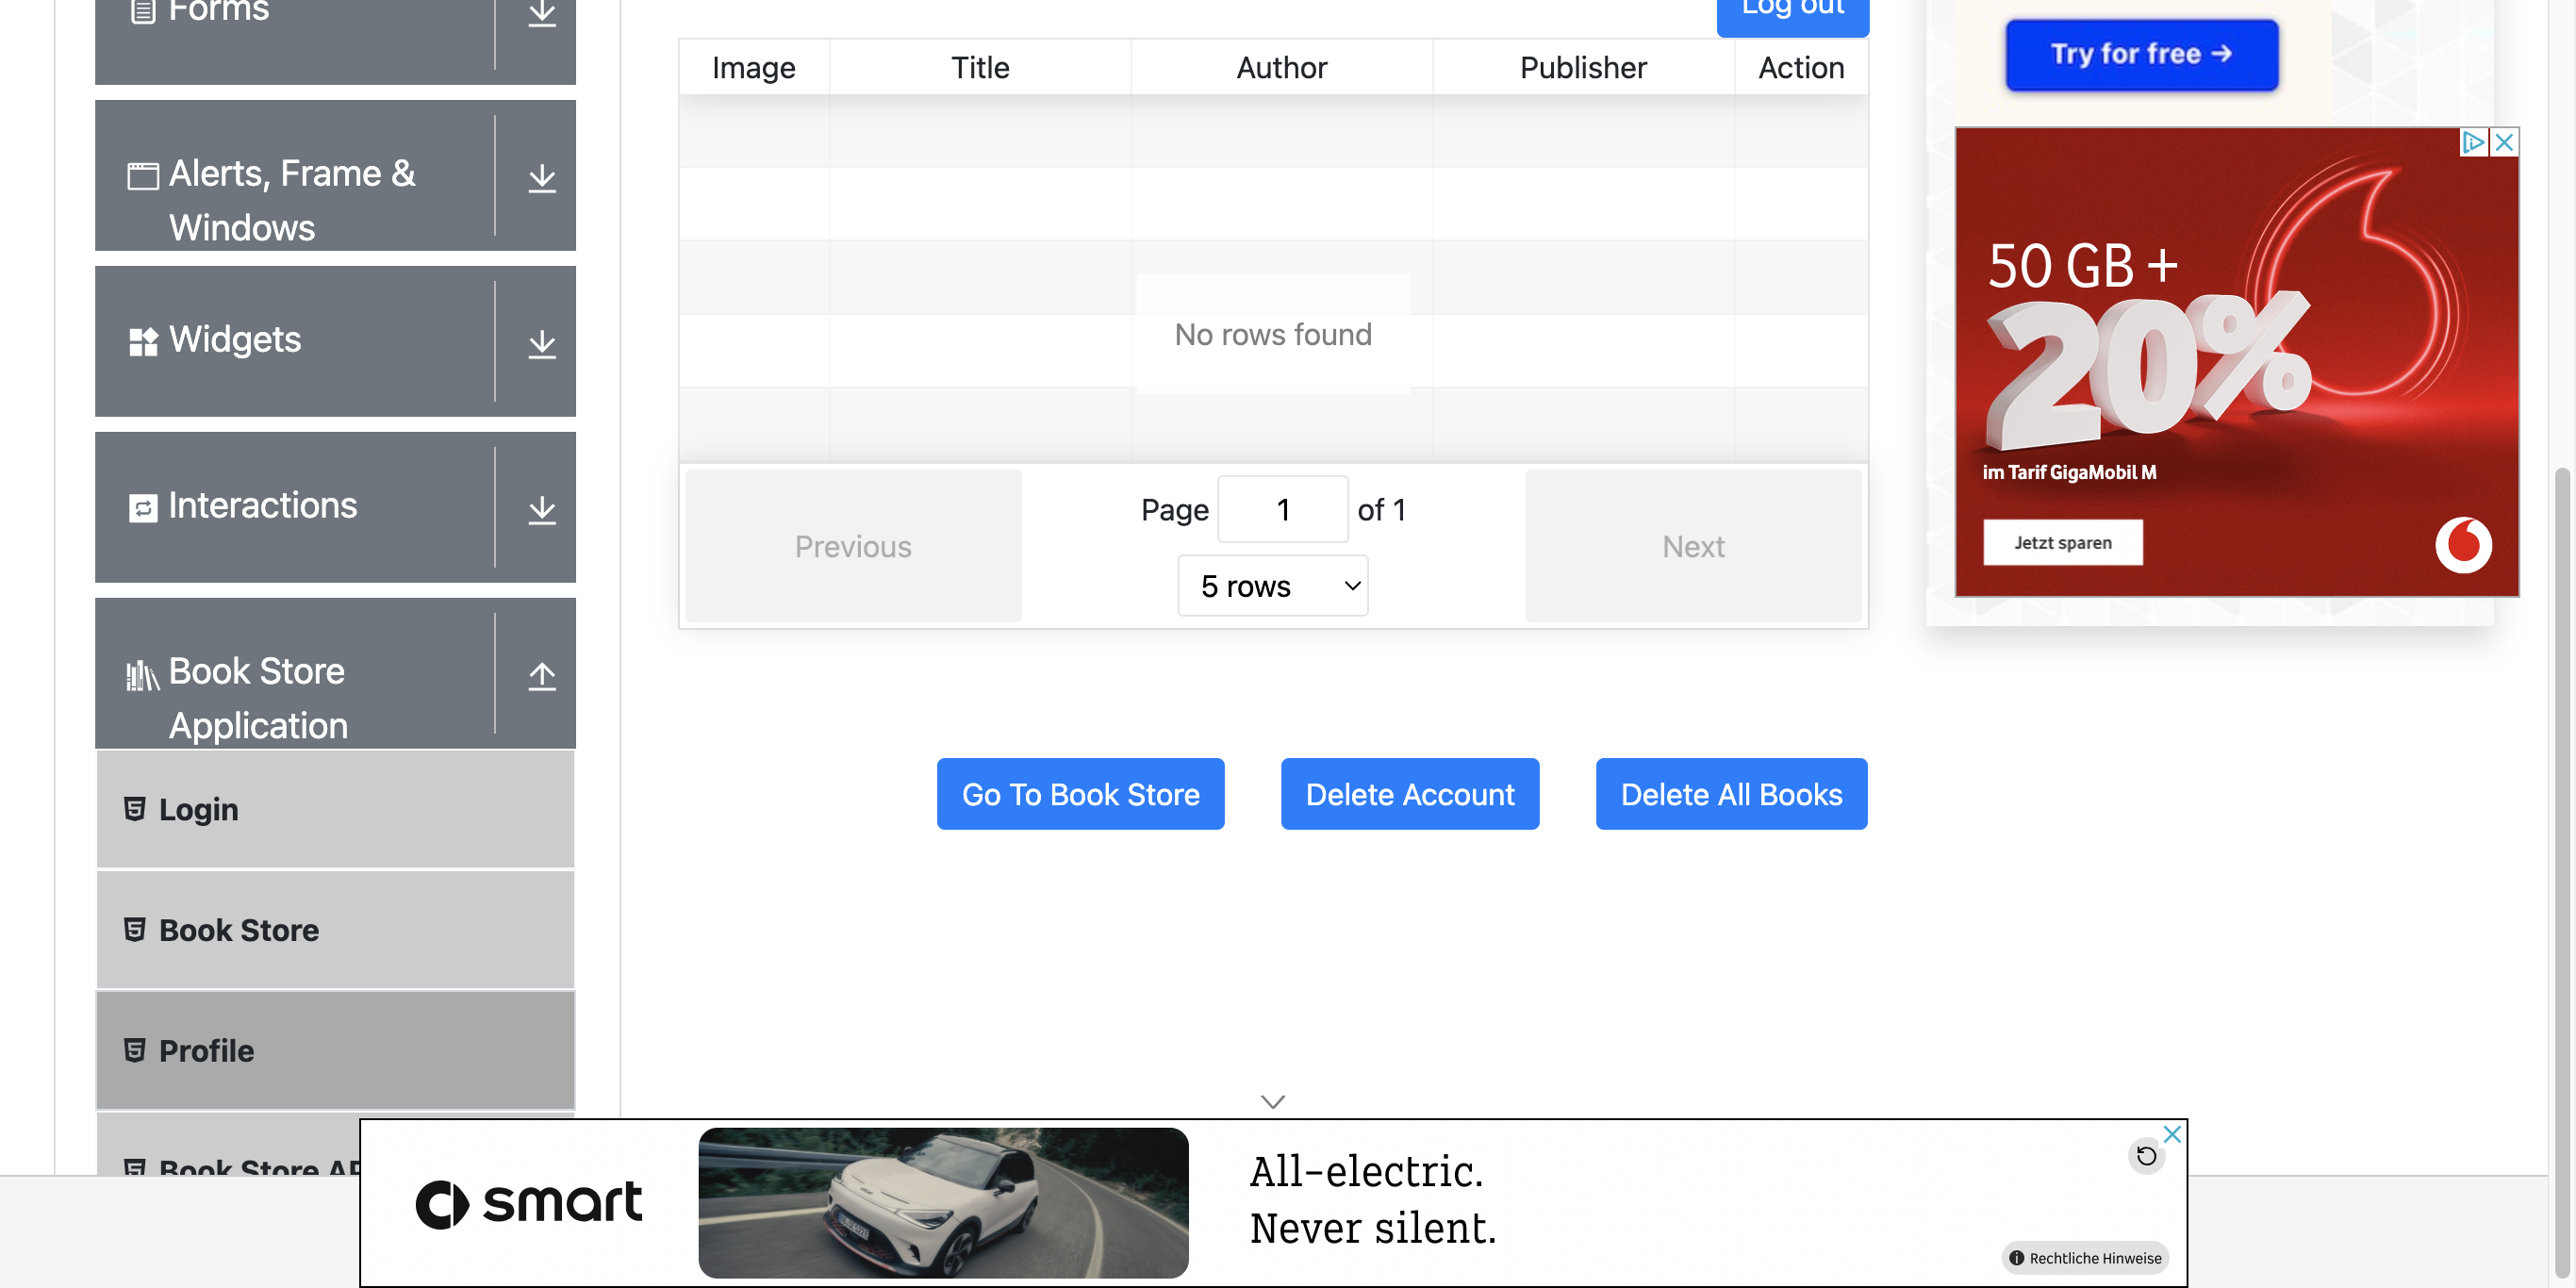 Forms
Alerts, Frame &
Windows
Widgets
Interactions
Book Store
Application
Login
Book Store
Profile
Book Store AP
Log out
Image Title Author Publisher Action
No rows found
Previous
Page 1 of 1
5 rows
Next
Go To Book Store
Delete Account
Delete All Books
Try for free →
50 GB +
20%
im Tarif GigaMobil M
Jetzt sparen
smart
All-electric.
Never silent.
Rechtliche Hinweise